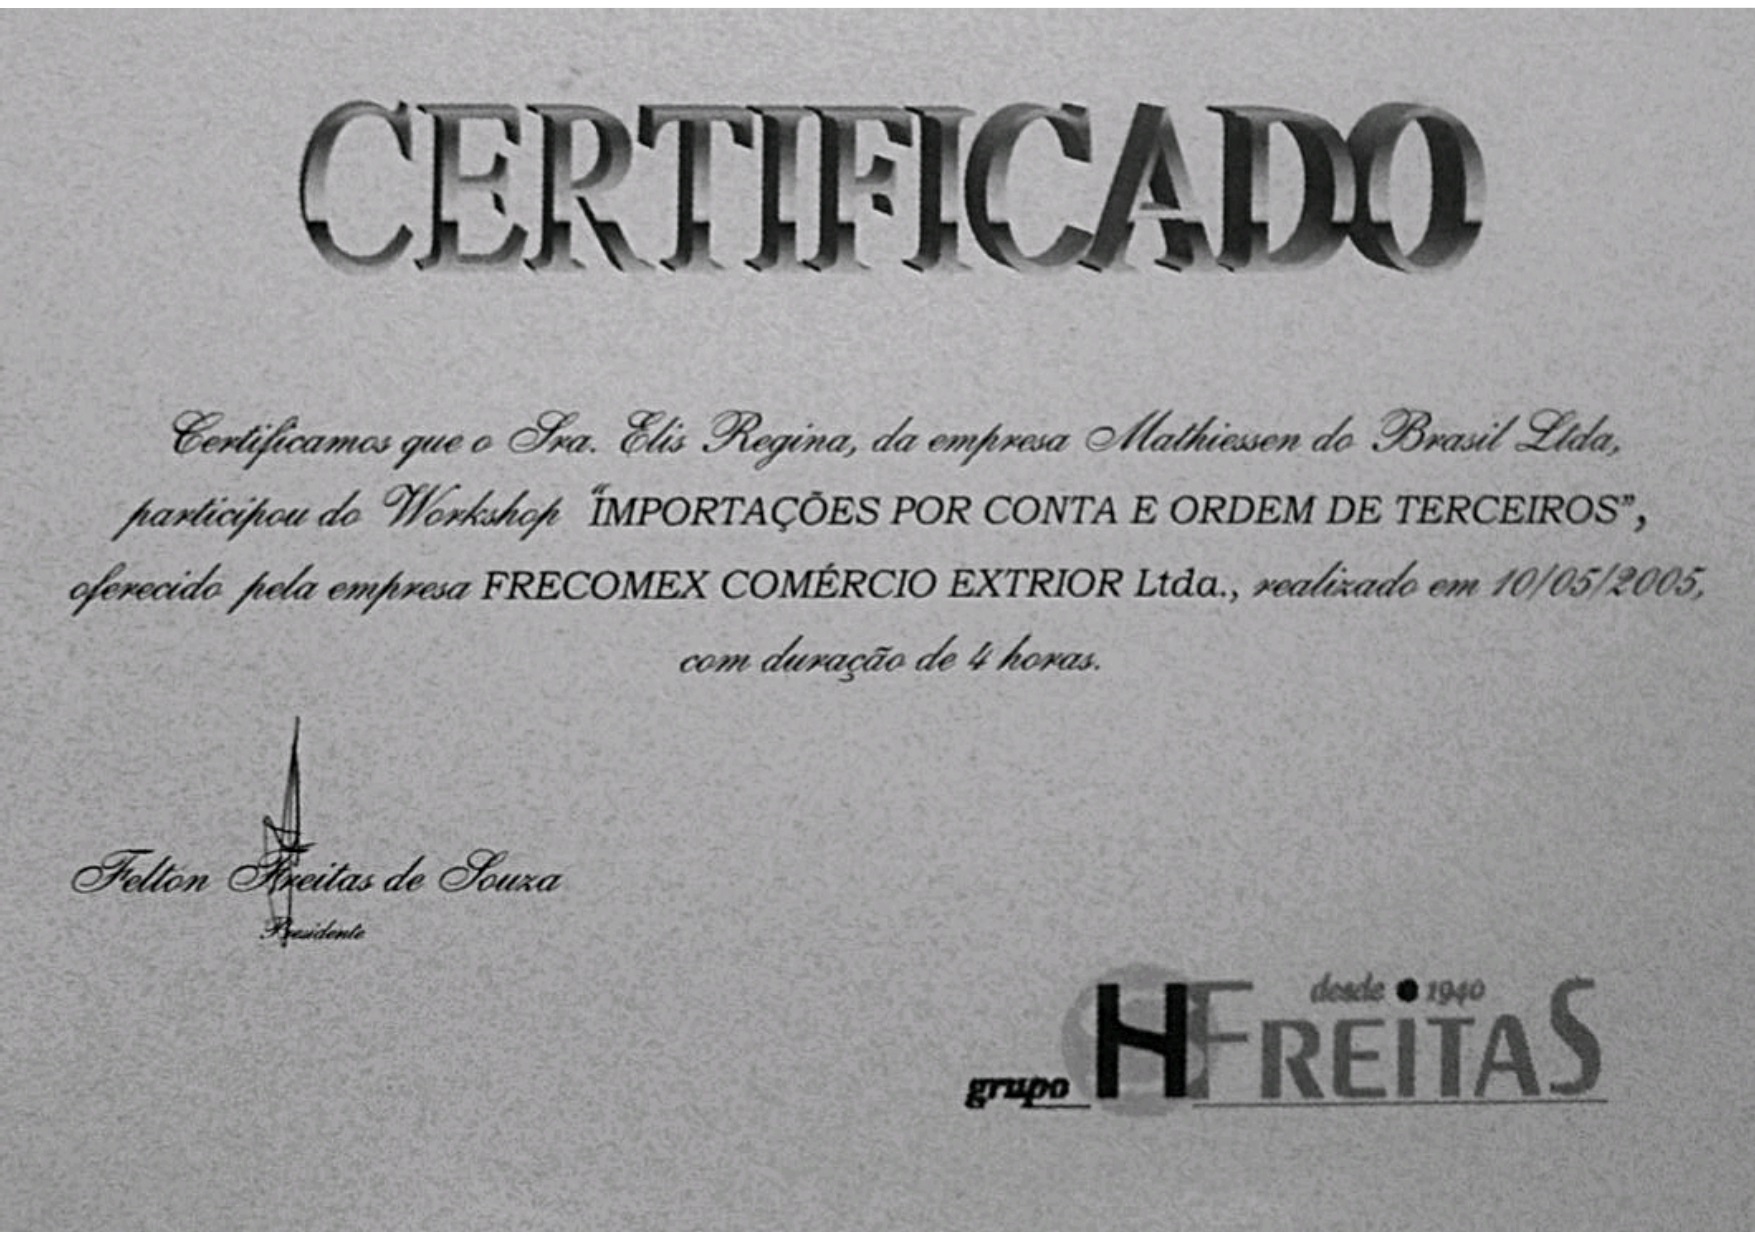 CERTIFICADO
Certificamos que o Sra. Elis Regina, da empresa Mathiessen do Brasil Ltda,
participou do Workshop "IMPORTAÇÕES POR CONTA E ORDEM DE TERCEIROS",
oferecido pela empresa FRECOMEX COMÉRCIO EXTRIOR Ltda., realizado em 10/05/2005,
com duração de 4 horas.
Felton Freitas de Souza
Presidente
desde 1940
grupo H FREITAS